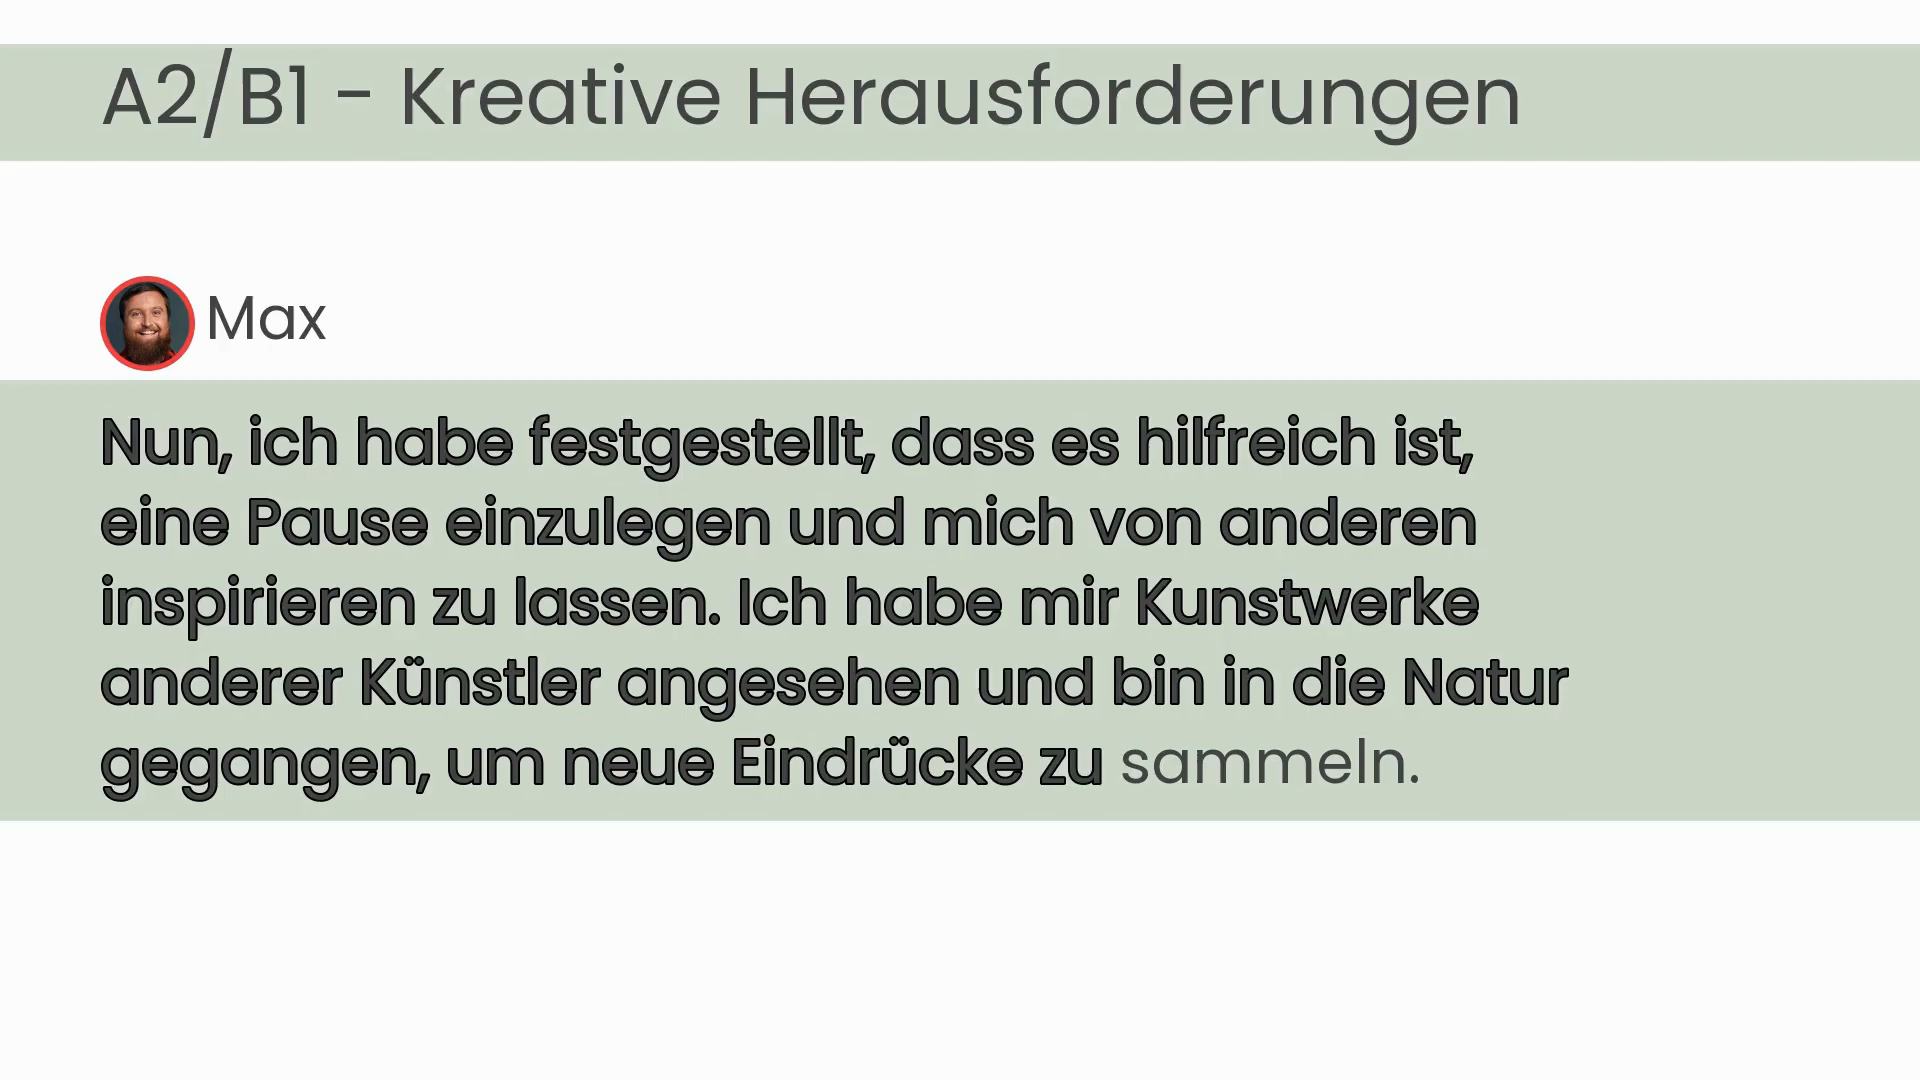 A2/B1 - Kreative Herausforderungen
Max
Nun, ich habe festgestellt, dass es hilfreich ist,
eine Pause einzulegen und mich von anderen
inspirieren zu lassen. Ich habe mir Kunstwerke
anderer Künstler angesehen und bin in die Natur
gegangen, um neue Eindrücke zu sammeln.